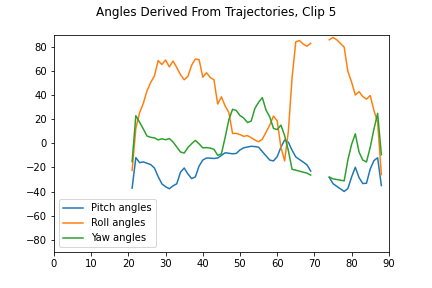 Angles Derived From Trajectories, Clip 5
80
60
40
20
0
−20
−40
−60
−80
Pitch angles
Roll angles
Yaw angles
0 10 20 30 40 50 60 70 80 90